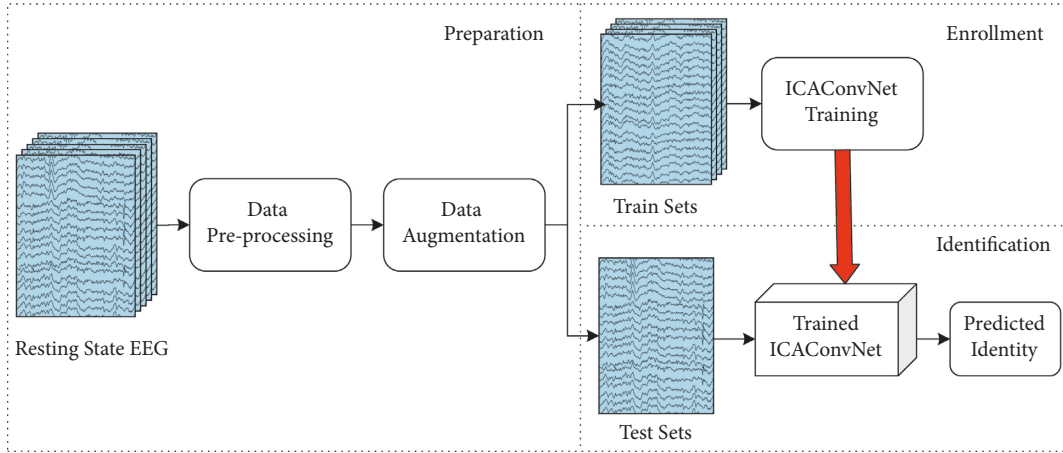 Preparation
Resting State EEG
Data
Pre-processing
Data
Augmentation
Enrollment
Train Sets
ICAConvNet
Training
Identification
Test Sets
Trained
ICAConvNet
Predicted
Identity